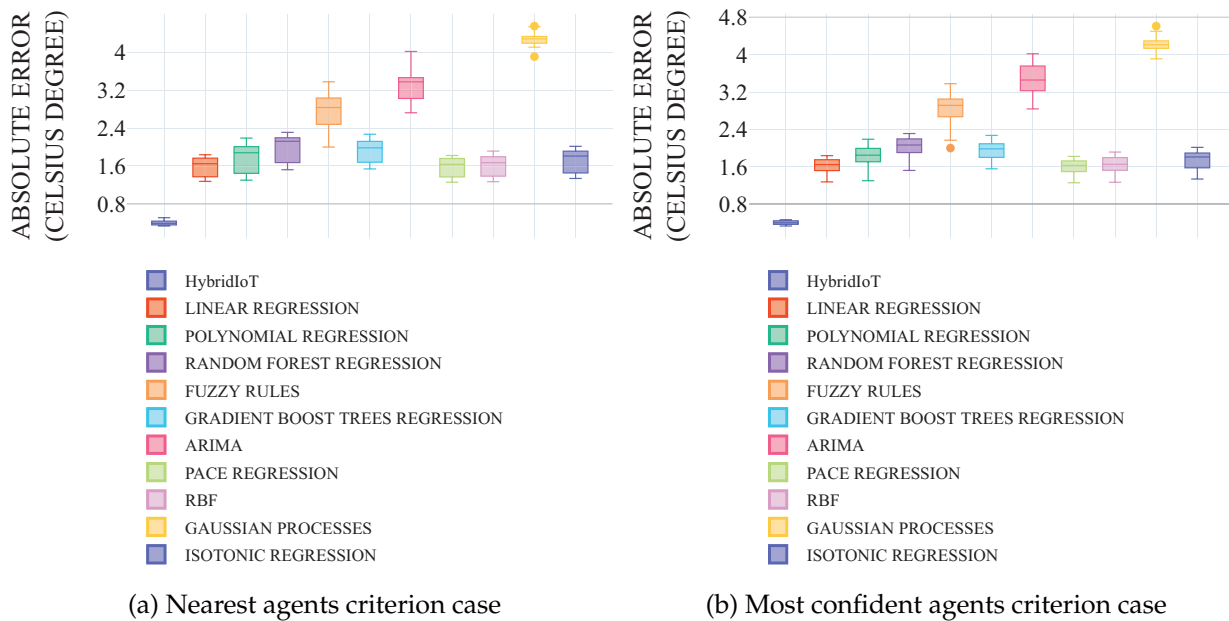 ABSOLUTE ERROR
(CELSIUS DEGREE)
4
3.2
2.4
1.6
0.8
HybridIoT
LINEAR REGRESSION
POLYNOMIAL REGRESSION
RANDOM FOREST REGRESSION
FUZZY RULES
GRADIENT BOOST TREES REGRESSION
ARIMA
PACE REGRESSION
RBF
GAUSSIAN PROCESSES
ISOTONIC REGRESSION
(a) Nearest agents criterion case
ABSOLUTE ERROR
(CELSIUS DEGREE)
4.8
4
3.2
2.4
1.6
0.8
HybridIoT
LINEAR REGRESSION
POLYNOMIAL REGRESSION
RANDOM FOREST REGRESSION
FUZZY RULES
GRADIENT BOOST TREES REGRESSION
ARIMA
PACE REGRESSION
RBF
GAUSSIAN PROCESSES
ISOTONIC REGRESSION
(b) Most confident agents criterion case